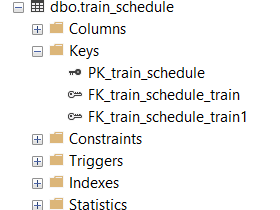 dbo.train_schedule
Columns
Keys
PK_train_schedule
FK_train_schedule_train
FK_train_schedule_train1
Constraints
Triggers
Indexes
Statistics